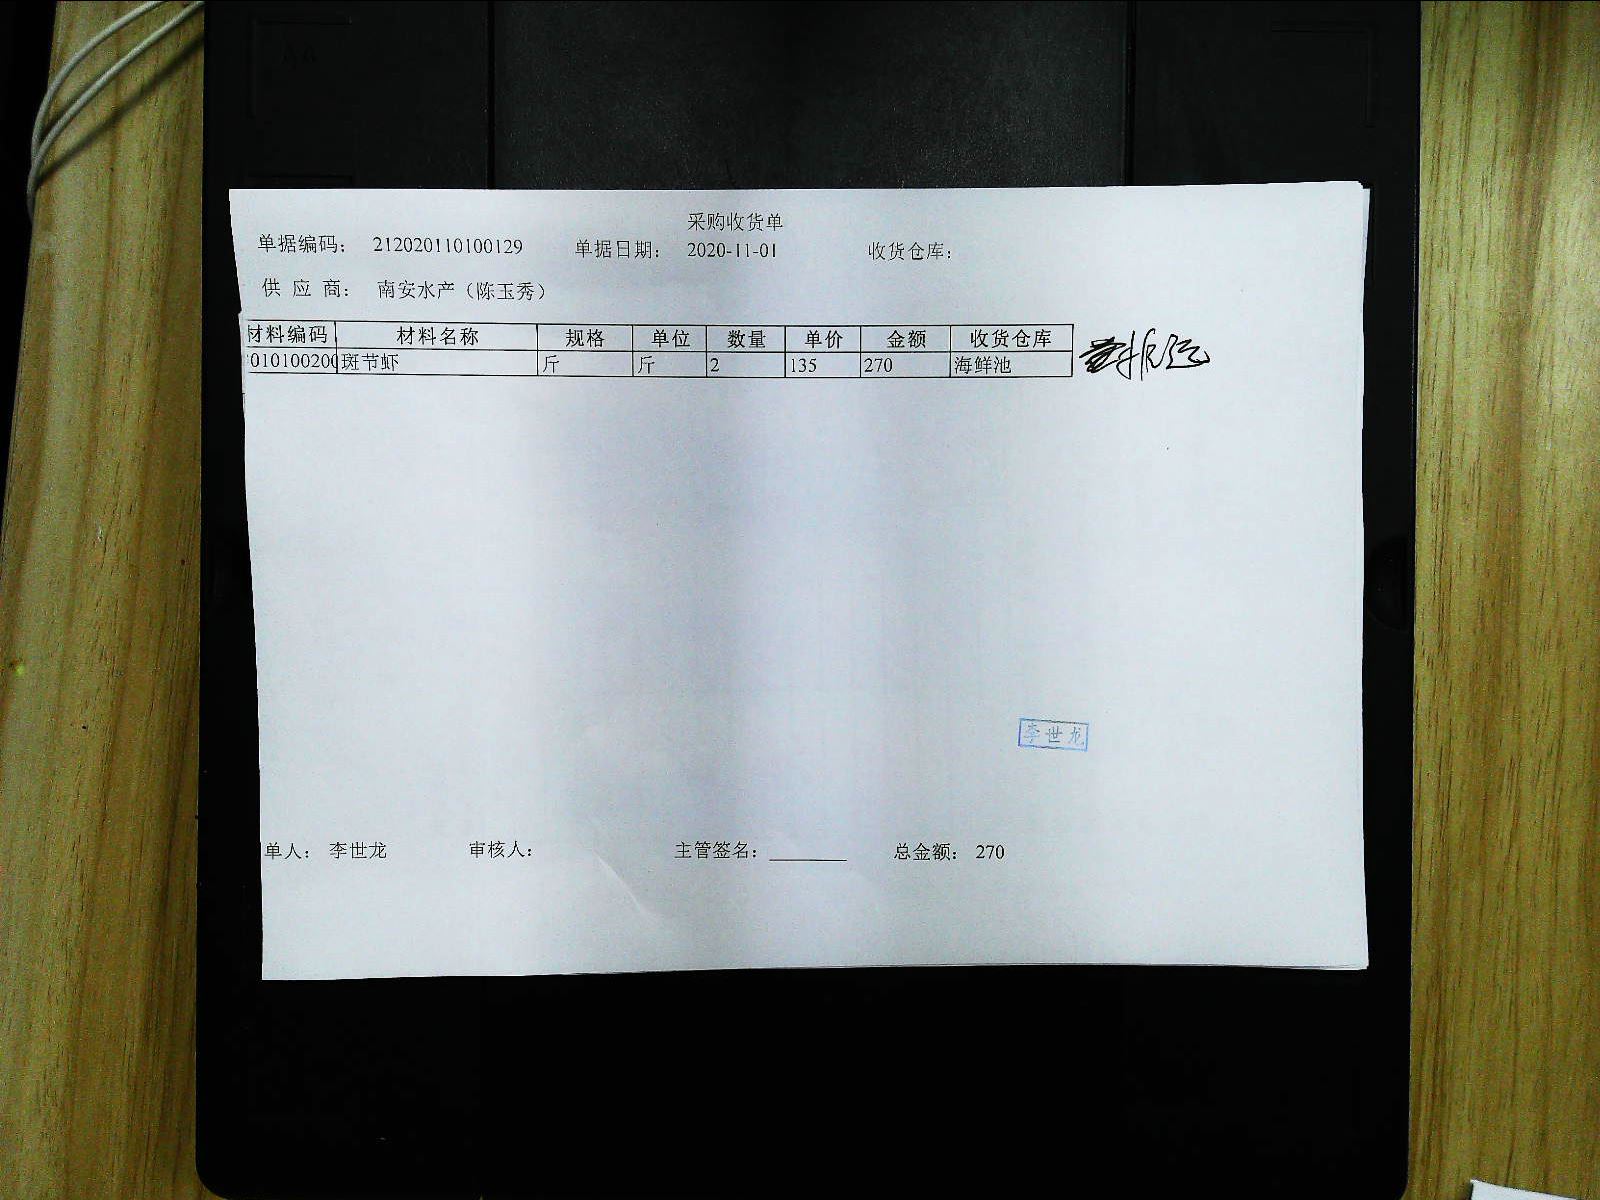 采购收货单
单据编码： 212020110100129 单据日期： 2020-11-01 收货仓库：
供 应 商： 南安水产（陈玉秀）
材料编码 材料名称 规格 单位 数量 单价 金额 收货仓库
010100200 斑节虾 斤 斤 2 135 270 海鲜池
李世龙
单人： 李世龙 审核人： 主管签名：________ 总金额： 270